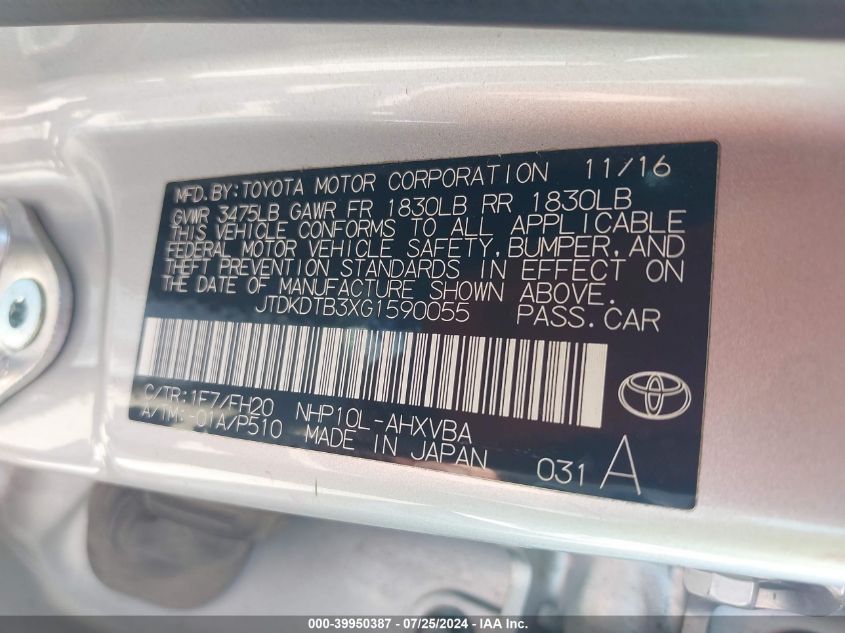 MFD.BY:TOYOTA MOTOR CORPORATION 11/16
GVWR 3475LB GAWR FR 1830LB RR 1830LB
THIS VEHICLE CONFORMS TO ALL APPLICABLE
FEDERAL MOTOR VEHICLE SAFETY,BUMPER,AND
THEFT PREVENTION STANDARDS IN EFFECT ON
THE DATE OF MANUFACTURE SHOWN ABOVE.
JTDKDTB3XG1590055 PASS.CAR
C/TR:1F7/FH20 NHP10L-AHXVBA
A/TM:-01A/P510 MADE IN JAPAN 031 A
000-39950387 / 07/25/2024 - IAA Inc.